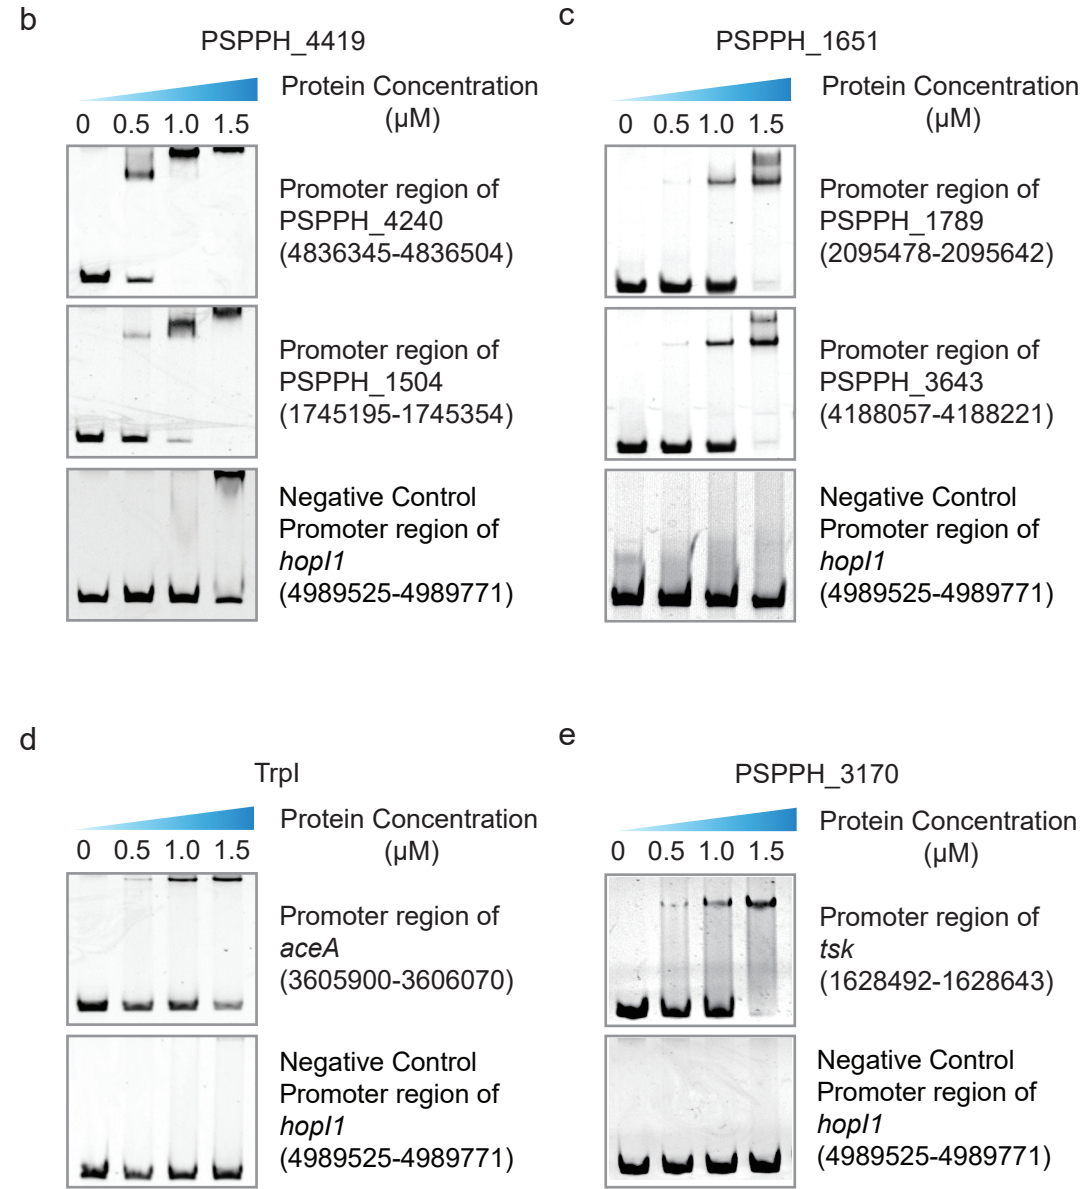 b
PSPPH_4419
Protein Concentration
(µM)
0 0.5 1.0 1.5
Promoter region of
PSPPH_4240
(4836345-4836504)
Promoter region of
PSPPH_1504
(1745195-1745354)
Negative Control
Promoter region of
hopI1
(4989525-4989771)
c
PSPPH_1651
Protein Concentration
(µM)
0 0.5 1.0 1.5
Promoter region of
PSPPH_1789
(2095478-2095642)
Promoter region of
PSPPH_3643
(4188057-4188221)
Negative Control
Promoter region of
hopI1
(4989525-4989771)
d
TrpI
Protein Concentration
(µM)
0 0.5 1.0 1.5
Promoter region of
aceA
(3605900-3606070)
Negative Control
Promoter region of
hopI1
(4989525-4989771)
e
PSPPH_3170
Protein Concentration
(µM)
0 0.5 1.0 1.5
Promoter region of
tsk
(1628492-1628643)
Negative Control
Promoter region of
hopI1
(4989525-4989771)